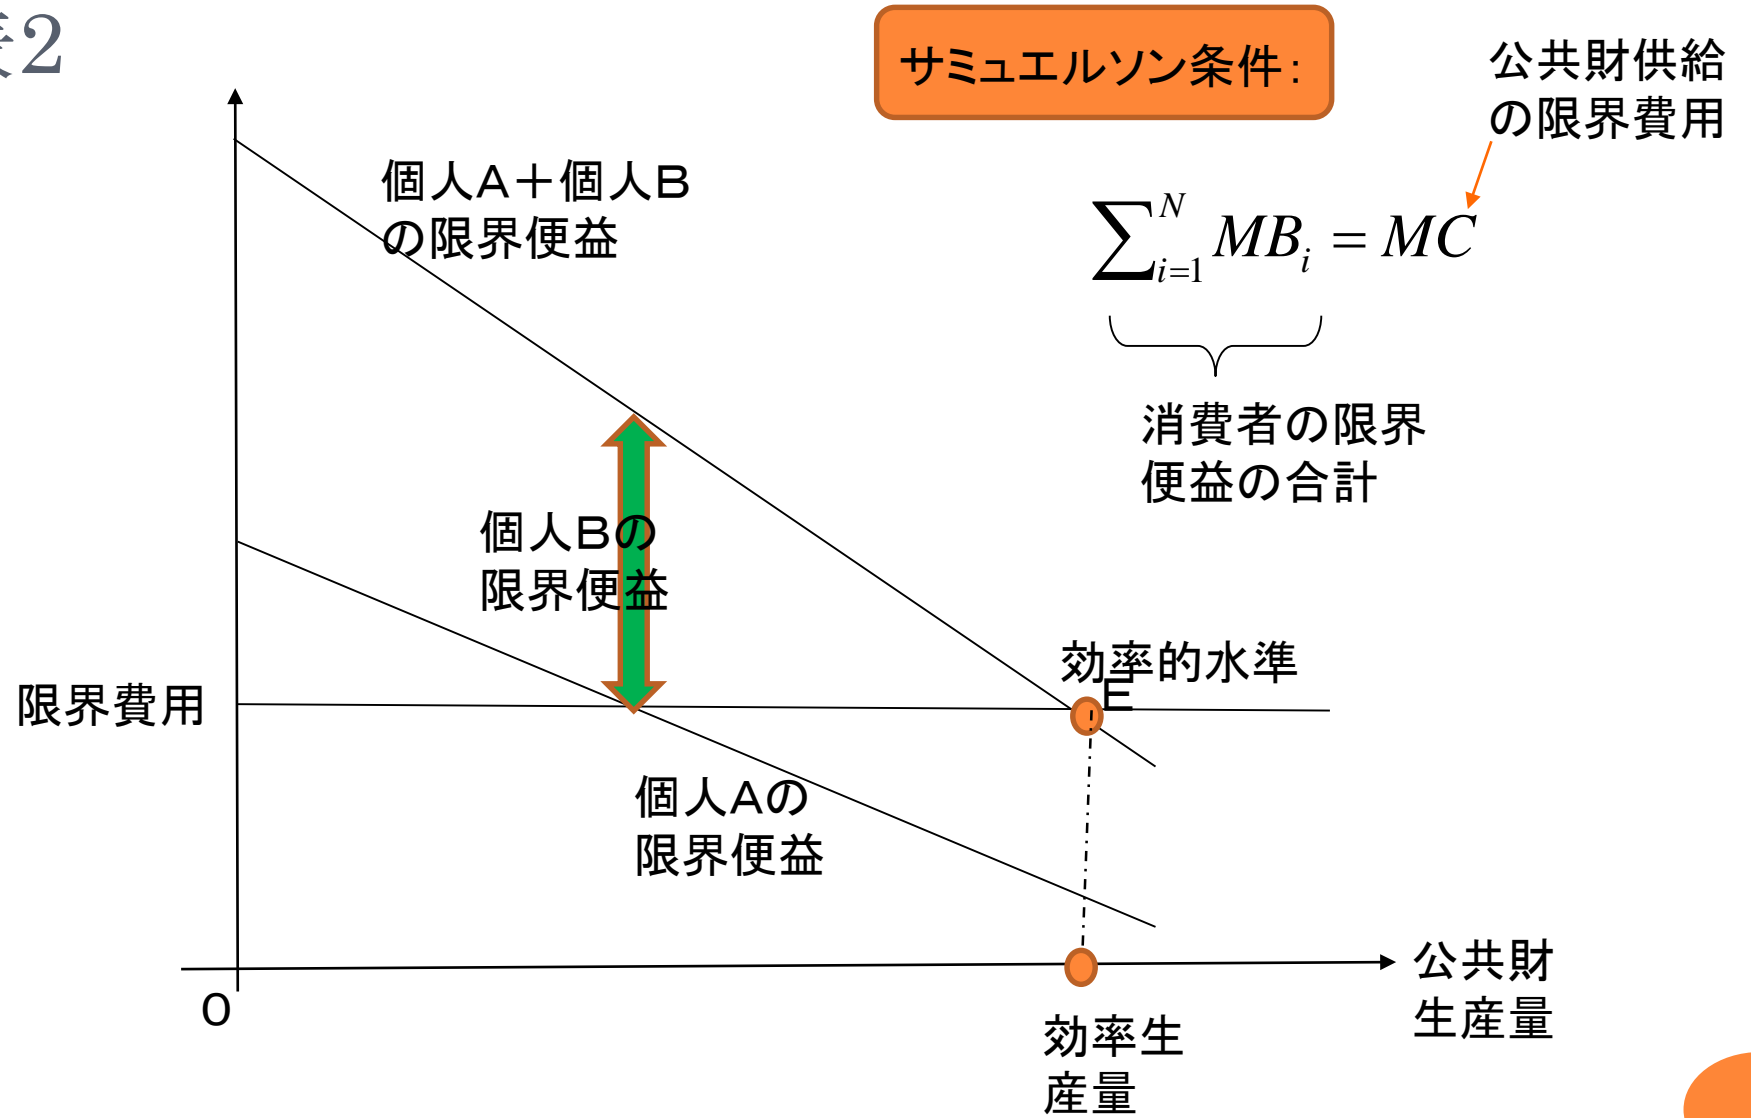 表2
サミュエルソン条件：
公共財供給
の限界費用
個人A＋個人B
の限界便益
∑_{i=1}^{N} MB_i = MC
消費者の限界
便益の合計
個人Bの
限界便益
効率的水準
E
限界費用
個人Aの
限界便益
公共財
生産量
O
効率生
産量